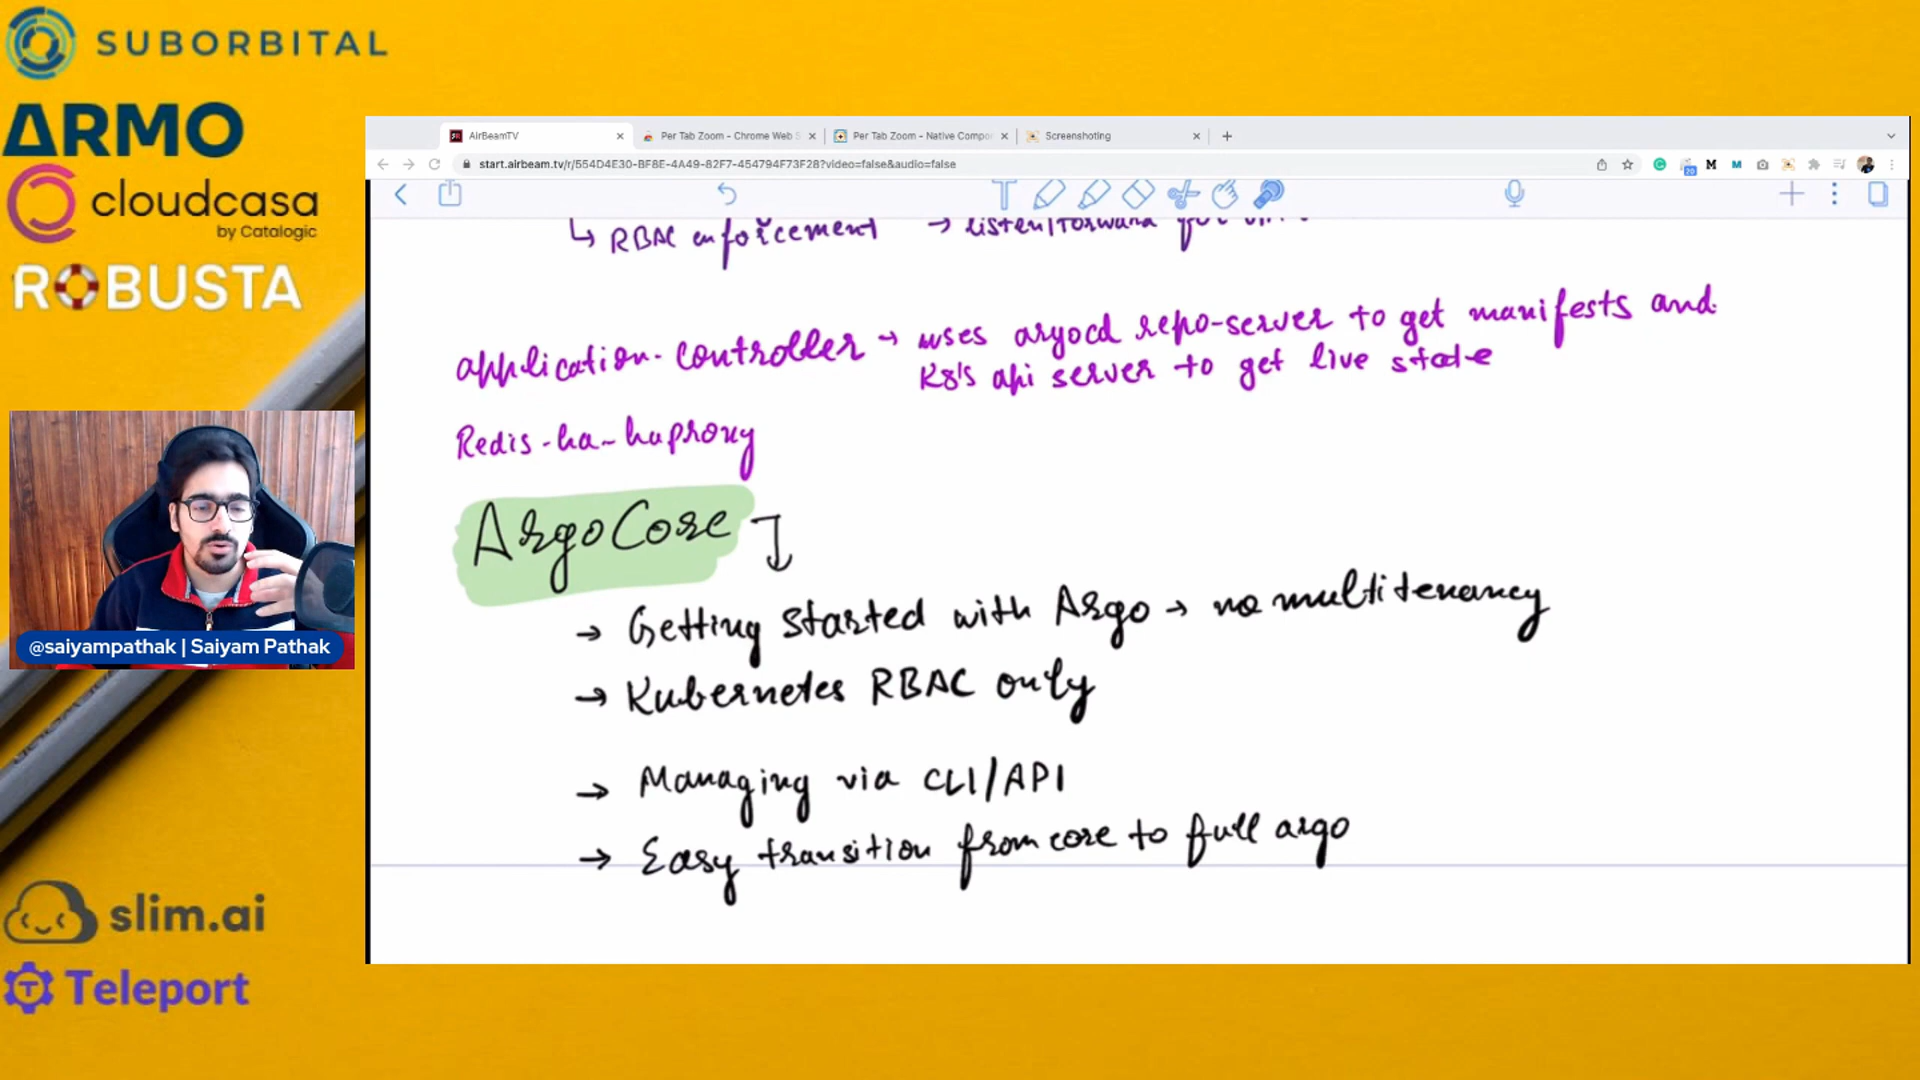 SUBORBITAL
ARMO
cloudcasa
by Catalogic
ROBUSTA
AirBeamTV
Per Tab Zoom - Chrome Web S
Per Tab Zoom - Native Compo
Screenshoting
start.airbeam.tv/r/554D4E30-BF8E-4A49-82F7-454794F73F28?video=false&audio=false
↳ RBAC enforcement → listen/forward for
application-controller → uses argocd repo-server to get manifests and
K8's api server to get live state
Redis-ha-haproxy
ArgoCore
→ Getting started with Argo → no multitenancy
→ Kubernetes RBAC only
→ Managing via CLI/API
→ Easy transition from core to full argo
@saiyampathak | Saiyam Pathak
slim.ai
Teleport